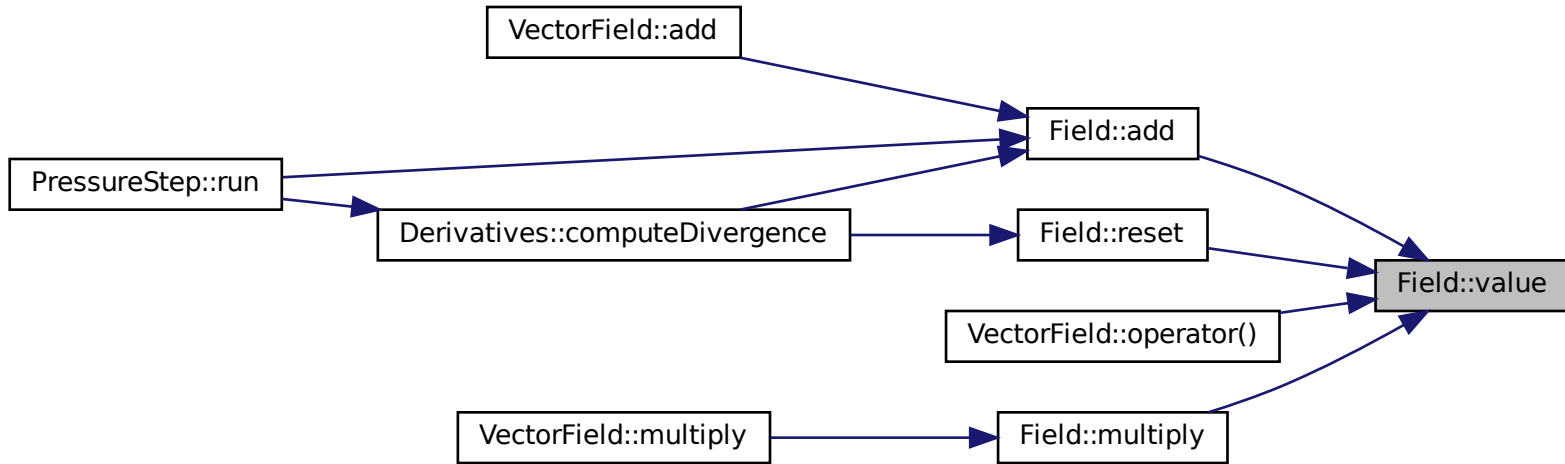 VectorField::add
Field::add
PressureStep::run
Derivatives::computeDivergence
Field::reset
Field::value
VectorField::operator()
VectorField::multiply
Field::multiply